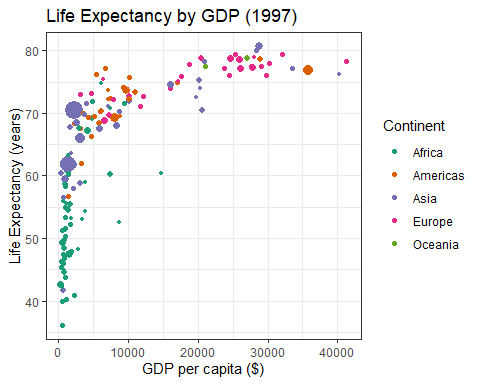 Life Expectancy by GDP (1997)
Life Expectancy (years)
80
70
60
50
40
0
10000
20000
30000
40000
GDP per capita ($)
Continent
Africa
Americas
Asia
Europe
Oceania